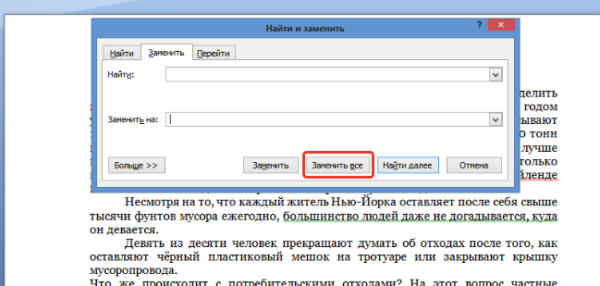 Найти и заменить
? ×
Найти Заменить Перейти
Найти:
делить
годом
Заменить на:
ывают
0 тонн
лучше
Больше >> Заменить Заменить все Найти далее Отмена
только
йленде
Несмотря на то, что каждый житель Нью-Йорка оставляет после себя свыше
тысячи фунтов мусора ежегодно, большинство людей даже не догадывается, куда
он девается.
Девять из десяти человек прекращают думать об отходах после того, как
оставляют чёрный пластиковый мешок на тротуаре или закрывают крышку
мусоропровода.
Что же происходит с потребительскими отходами? На этот вопрос частные